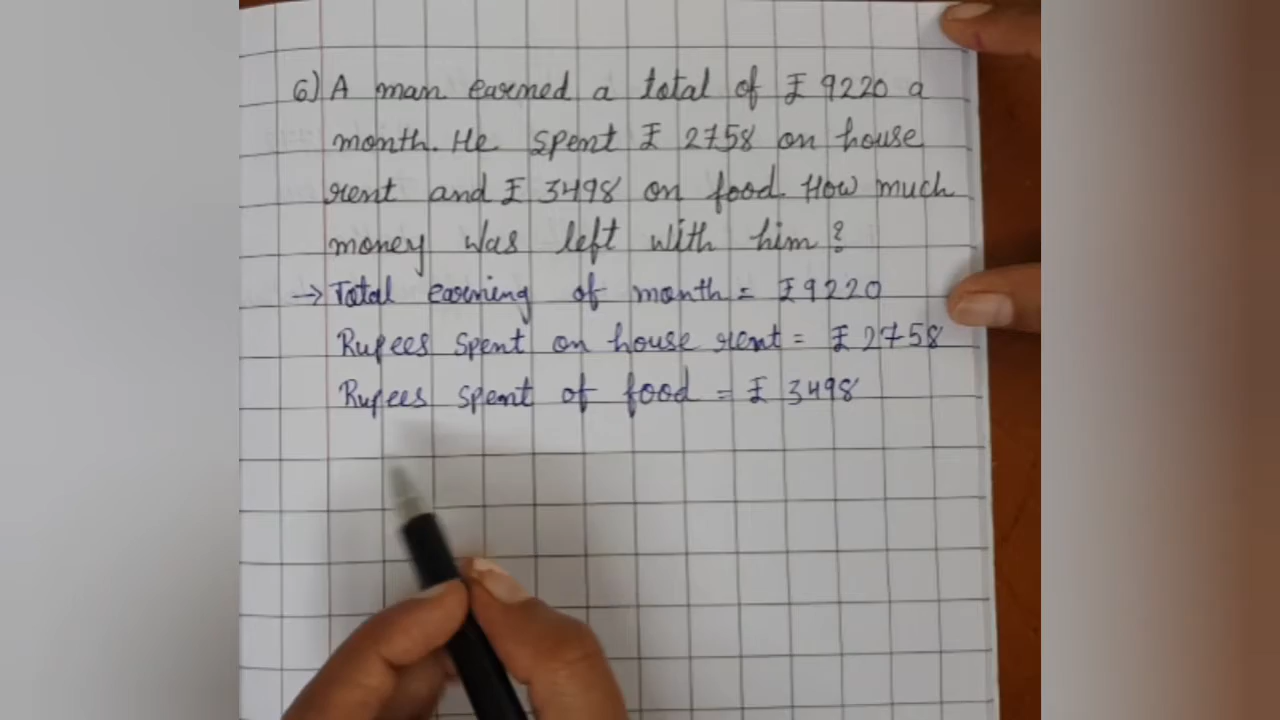 6) A man earned a total of ₹ 9220 a
month. He spent ₹ 2758 on house
rent and ₹ 3498 on food. How much
money was left with him?
→ Total earning of month = ₹9220
Rupees spent on house rent = ₹ 2758
Rupees spent of food = ₹ 3498